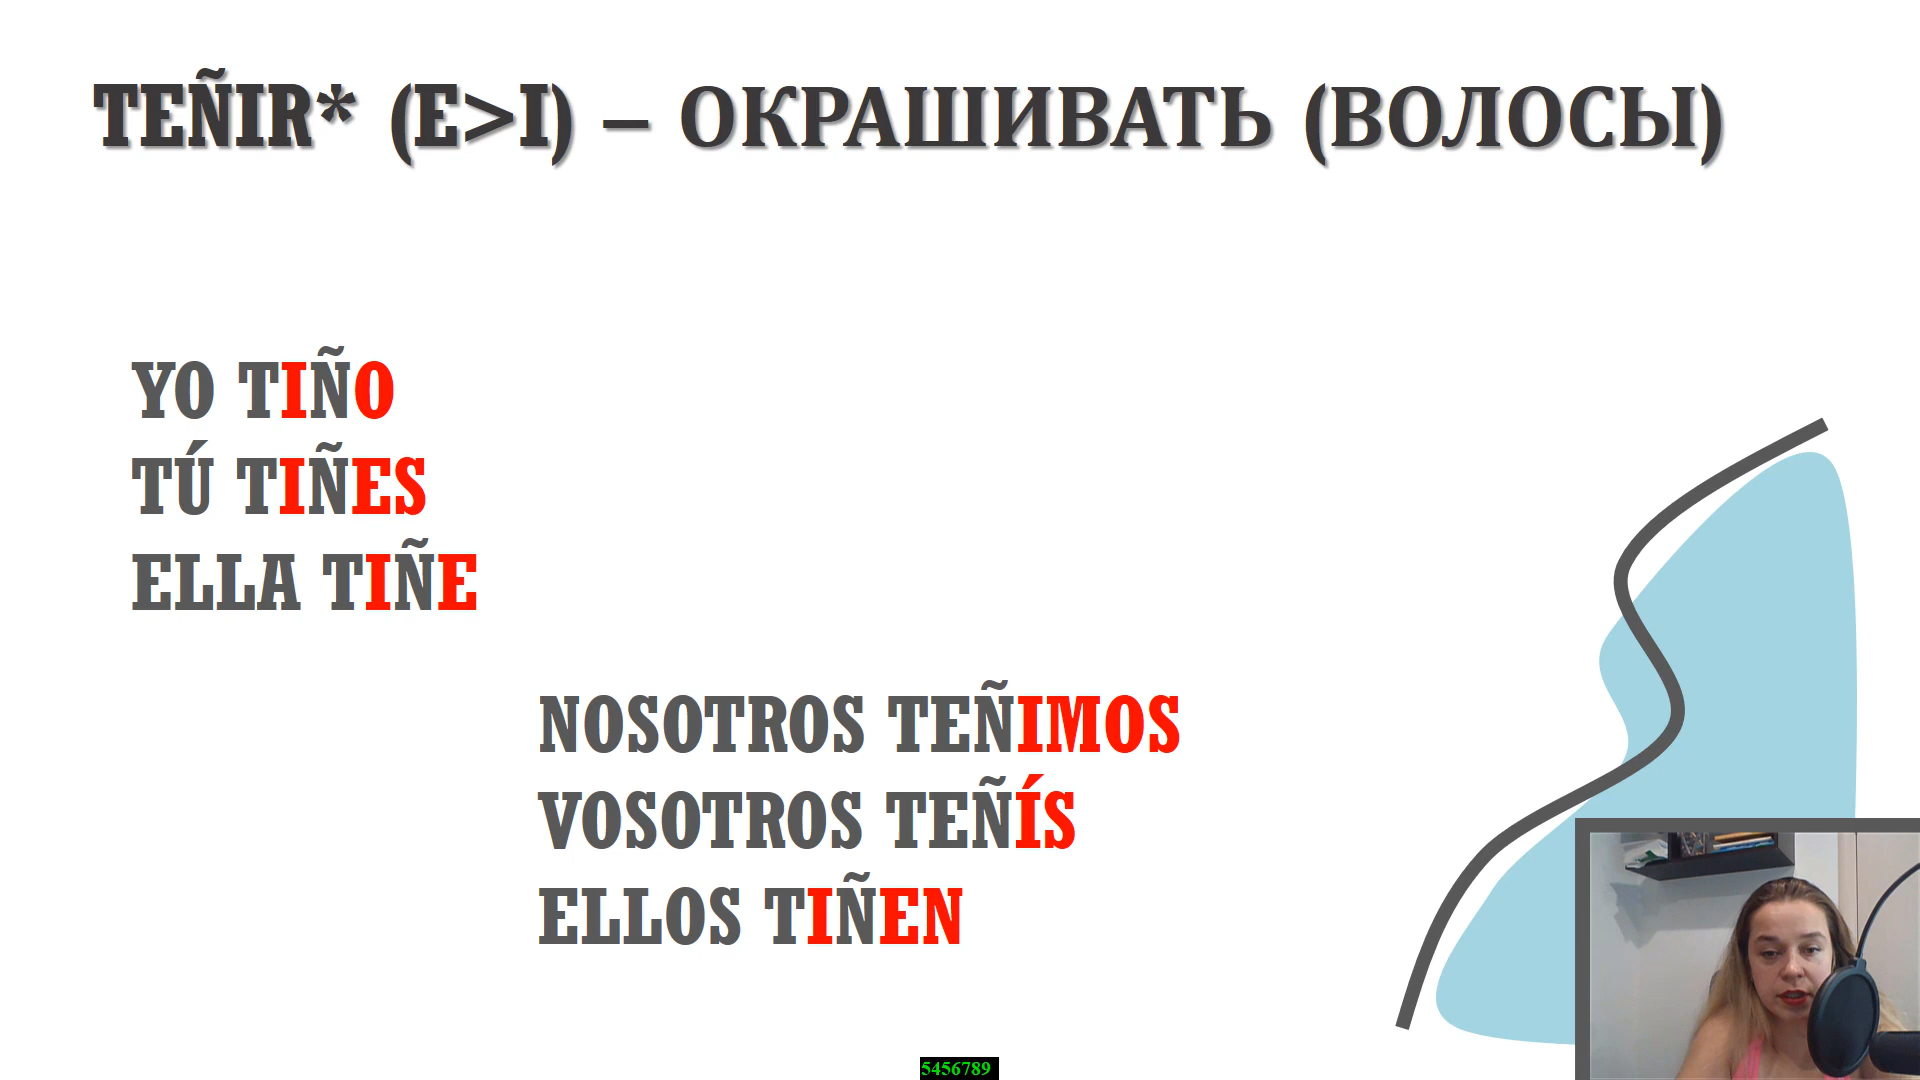 TEÑIR* (E>I) – ОКРАШИВАТЬ (ВОЛОСЫ)
YO TIÑO
TÚ TIÑES
ELLA TIÑE
NOSOTROS TEÑIMOS
VOSOTROS TEÑÍS
ELLOS TIÑEN
5456789